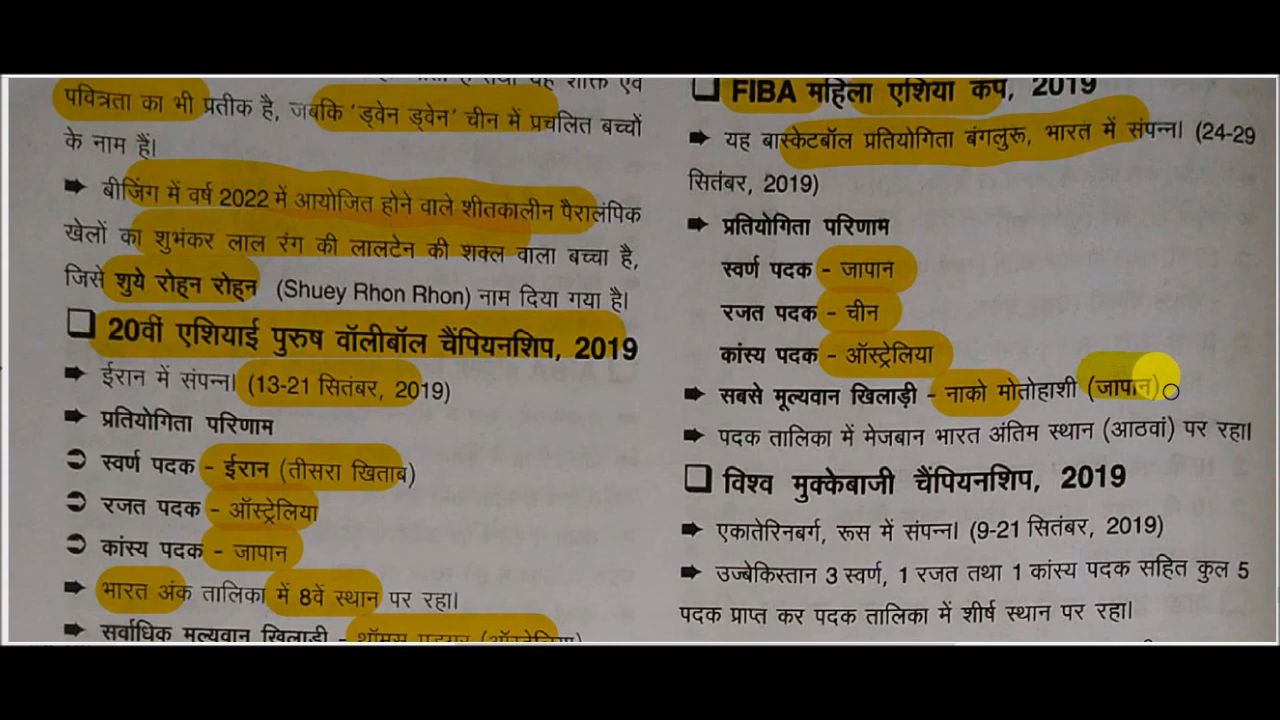 पवित्रता का भी प्रतीक है, जबकि 'ड्वेन ड्वेन' चीन में प्रचलित बच्चों
के नाम हैं।
➡ बीजिंग में वर्ष 2022 में आयोजित होने वाले शीतकालीन पैरालंपिक
खेलों का शुभंकर लाल रंग की लालटेन की शक्ल वाला बच्चा है,
जिसे शुये रोह्न रोह्न (Shuey Rhon Rhon) नाम दिया गया है।
❑ 20वीं एशियाई पुरुष वॉलीबॉल चैंपियनशिप, 2019
➡ ईरान में संपन्न। (13-21 सितंबर, 2019)
➡ प्रतियोगिता परिणाम
➲ स्वर्ण पदक - ईरान (तीसरा खिताब)
➲ रजत पदक - ऑस्ट्रेलिया
➲ कांस्य पदक - जापान
➡ भारत अंक तालिका में 8वें स्थान पर रहा।
➡ सर्वाधिक मूल्यवान खिलाड़ी -
❑ FIBA महिला एशिया कप, 2019
➡ यह बास्केटबॉल प्रतियोगिता बंगलुरू, भारत में संपन्न। (24-29
सितंबर, 2019)
➡ प्रतियोगिता परिणाम
स्वर्ण पदक - जापान
रजत पदक - चीन
कांस्य पदक - ऑस्ट्रेलिया
➡ सबसे मूल्यवान खिलाड़ी - नाको मोतोहाशी (जापान)
➡ पदक तालिका में मेजबान भारत अंतिम स्थान (आठवां) पर रहा।
❑ विश्व मुक्केबाजी चैंपियनशिप, 2019
➡ एकातेरिनबर्ग, रूस में संपन्न। (9-21 सितंबर, 2019)
➡ उज्बेकिस्तान 3 स्वर्ण, 1 रजत तथा 1 कांस्य पदक सहित कुल 5
पदक प्राप्त कर पदक तालिका में शीर्ष स्थान पर रहा।